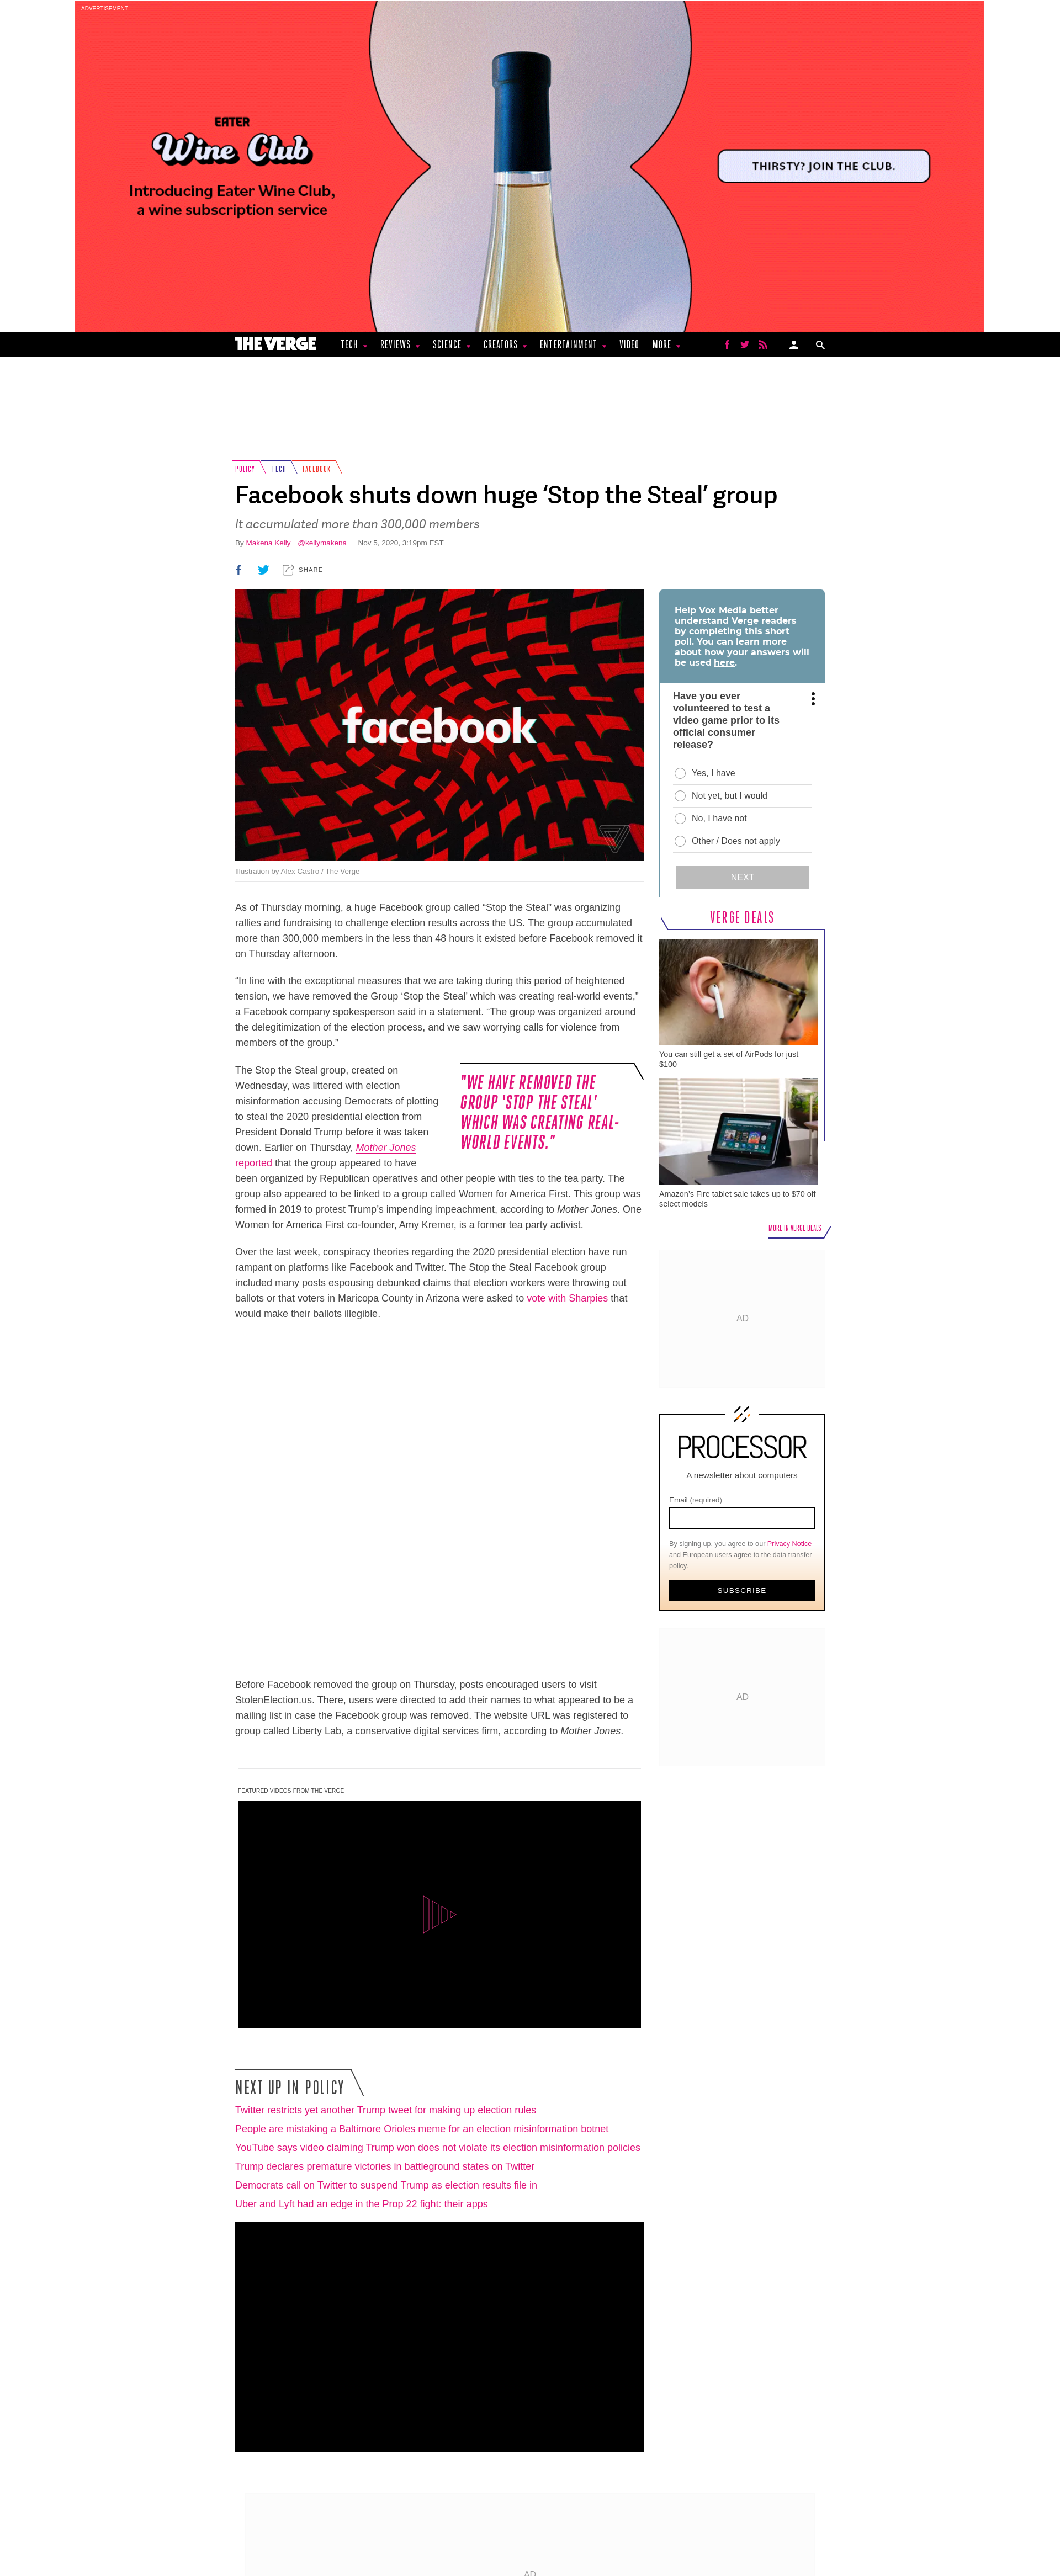 ADVERTISEMENT
EATER
Wine Club
Introducing Eater Wine Club,
a wine subscription service
THIRSTY? JOIN THE CLUB.
THE VERGE
TECH
REVIEWS
SCIENCE
CREATORS
ENTERTAINMENT
VIDEO
MORE
POLICY
TECH
FACEBOOK
Facebook shuts down huge ‘Stop the Steal’ group
It accumulated more than 300,000 members
By Makena Kelly | @kellymakena | Nov 5, 2020, 3:19pm EST
SHARE
facebook
Illustration by Alex Castro / The Verge
As of Thursday morning, a huge Facebook group called “Stop the Steal” was organizing
rallies and fundraising to challenge election results across the US. The group accumulated
more than 300,000 members in the less than 48 hours it existed before Facebook removed it
on Thursday afternoon.
“In line with the exceptional measures that we are taking during this period of heightened
tension, we have removed the Group ‘Stop the Steal’ which was creating real-world events,”
a Facebook company spokesperson said in a statement. “The group was organized around
the delegitimization of the election process, and we saw worrying calls for violence from
members of the group.”
The Stop the Steal group, created on
Wednesday, was littered with election
misinformation accusing Democrats of plotting
to steal the 2020 presidential election from
President Donald Trump before it was taken
down. Earlier on Thursday, Mother Jones
reported that the group appeared to have
been organized by Republican operatives and other people with ties to the tea party. The
group also appeared to be linked to a group called Women for America First. This group was
formed in 2019 to protest Trump’s impending impeachment, according to Mother Jones. One
Women for America First co-founder, Amy Kremer, is a former tea party activist.
"WE HAVE REMOVED THE
GROUP ‘STOP THE STEAL’
WHICH WAS CREATING REAL-
WORLD EVENTS."
Over the last week, conspiracy theories regarding the 2020 presidential election have run
rampant on platforms like Facebook and Twitter. The Stop the Steal Facebook group
included many posts espousing debunked claims that election workers were throwing out
ballots or that voters in Maricopa County in Arizona were asked to vote with Sharpies that
would make their ballots illegible.
Before Facebook removed the group on Thursday, posts encouraged users to visit
StolenElection.us. There, users were directed to add their names to what appeared to be a
mailing list in case the Facebook group was removed. The website URL was registered to
group called Liberty Lab, a conservative digital services firm, according to Mother Jones.
FEATURED VIDEOS FROM THE VERGE
NEXT UP IN POLICY
Twitter restricts yet another Trump tweet for making up election rules
People are mistaking a Baltimore Orioles meme for an election misinformation botnet
YouTube says video claiming Trump won does not violate its election misinformation policies
Trump declares premature victories in battleground states on Twitter
Democrats call on Twitter to suspend Trump as election results file in
Uber and Lyft had an edge in the Prop 22 fight: their apps
Help Vox Media better
understand Verge readers
by completing this short
poll. You can learn more
about how your answers will
be used here.
Have you ever
volunteered to test a
video game prior to its
official consumer
release?
Yes, I have
Not yet, but I would
No, I have not
Other / Does not apply
NEXT
VERGE DEALS
You can still get a set of AirPods for just
$100
Amazon’s Fire tablet sale takes up to $70 off
select models
MORE IN VERGE DEALS
AD
PROCESSOR
A newsletter about computers
Email (required)
By signing up, you agree to our Privacy Notice
and European users agree to the data transfer
policy.
SUBSCRIBE
AD
AD